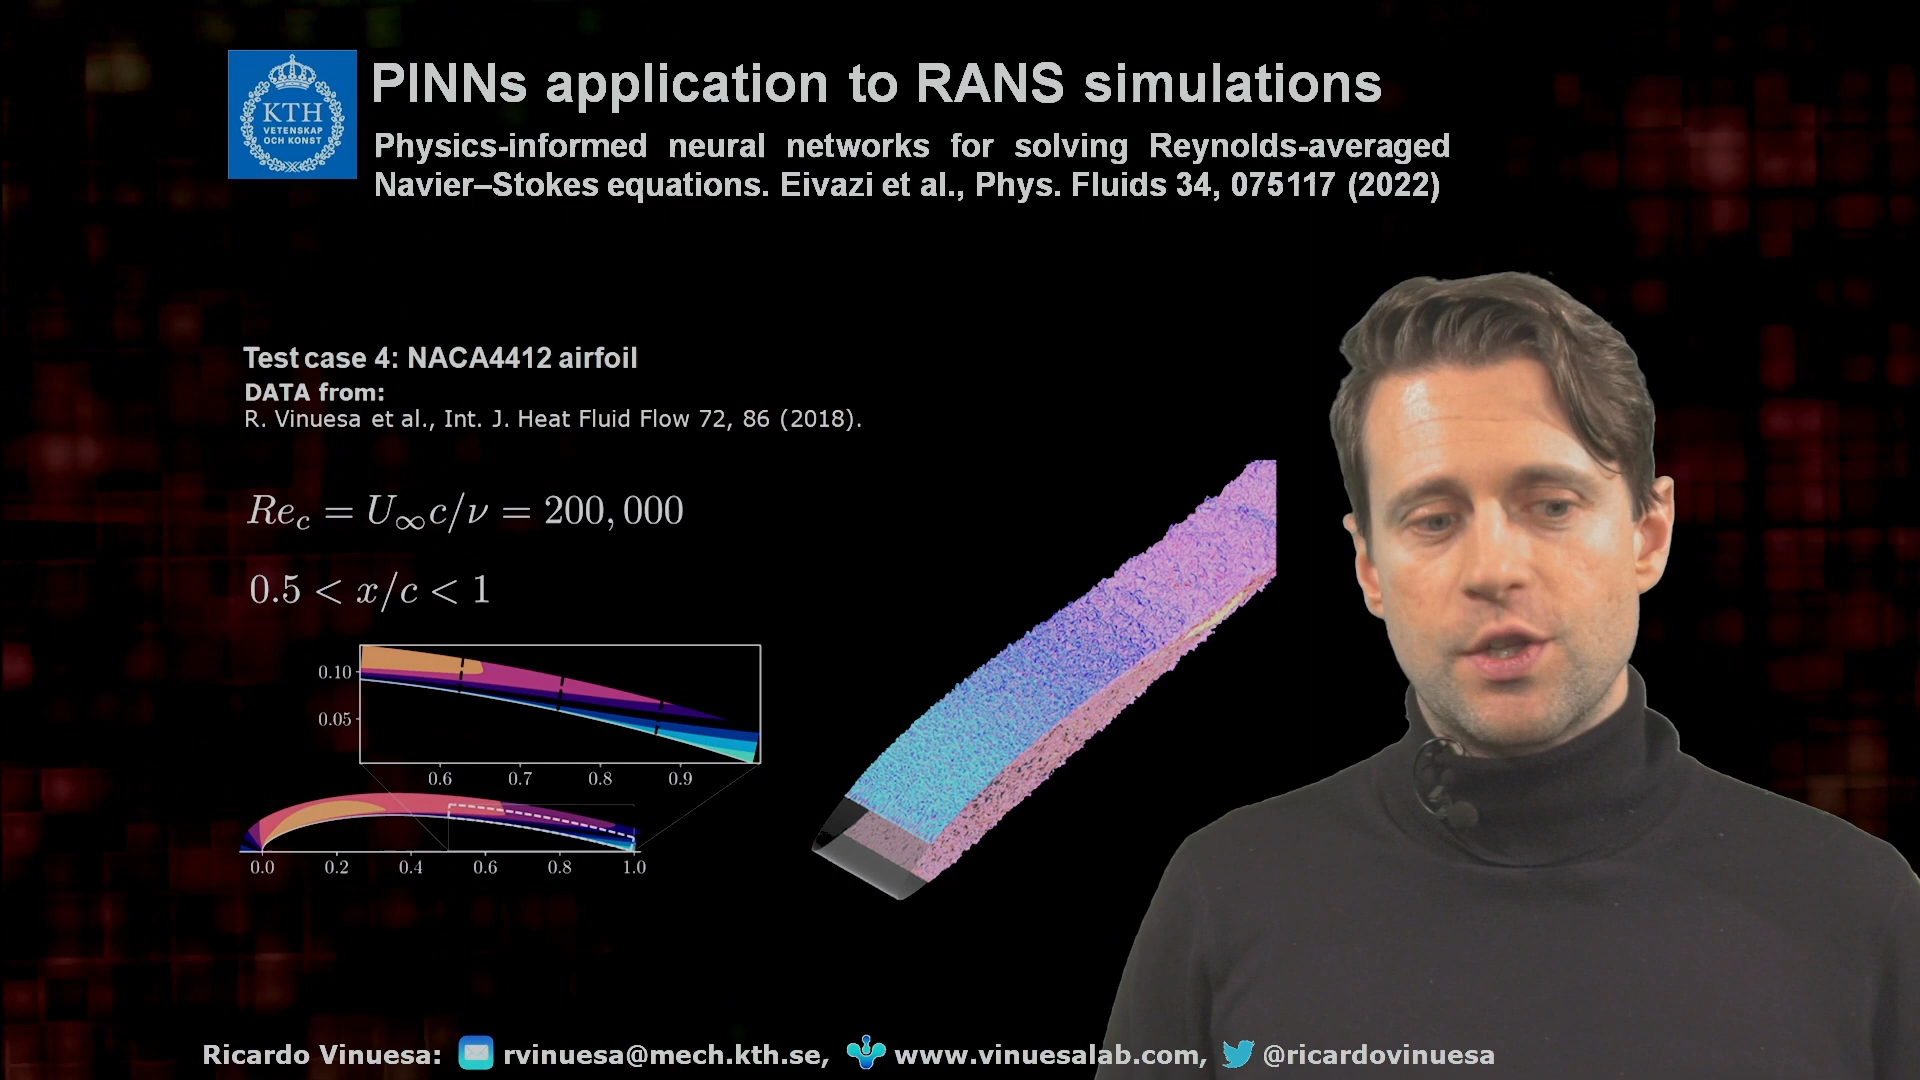 KTH
VETENSKAP
OCH KONST
PINNs application to RANS simulations
Physics-informed neural networks for solving Reynolds-averaged
Navier–Stokes equations. Eivazi et al., Phys. Fluids 34, 075117 (2022)
Test case 4: NACA4412 airfoil
DATA from:
R. Vinuesa et al., Int. J. Heat Fluid Flow 72, 86 (2018).
Re_c = U_∞c/ν = 200,000
0.5 < x/c < 1
0.10
0.05
0.6 0.7 0.8 0.9
0.0 0.2 0.4 0.6 0.8 1.0
Ricardo Vinuesa: rvinuesa@mech.kth.se, www.vinuesalab.com, @ricardovinuesa